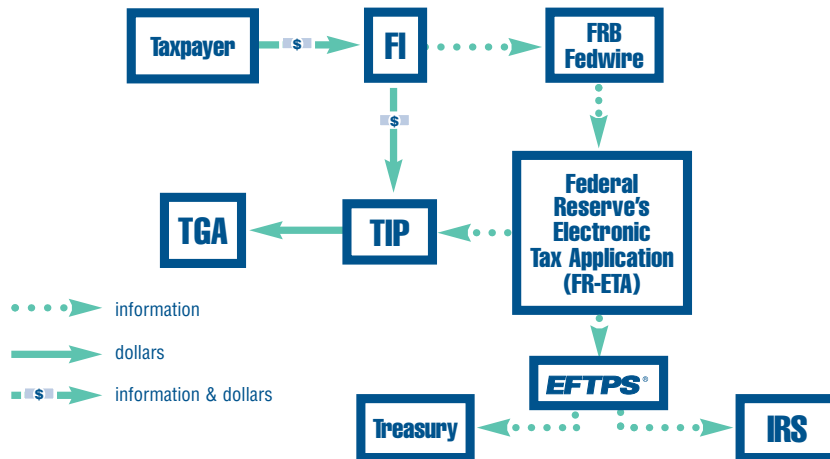 Taxpayer
$
FI
FRB
Fedwire
$
TGA
TIP
Federal
Reserve's
Electronic
Tax Application
(FR-ETA)
information
dollars
$ information & dollars
EFTPS®
Treasury
IRS